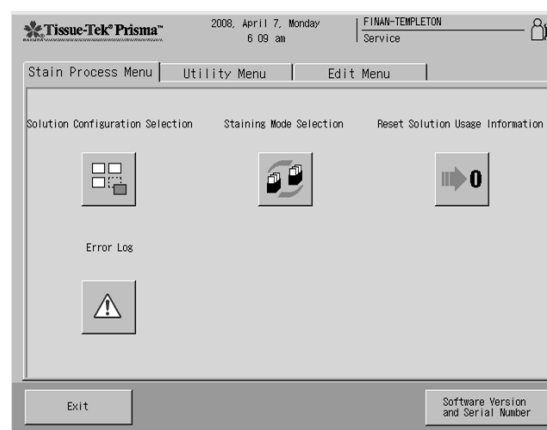 Tissue-Tek® Prisma™
2008, April 7, Monday
6 09 am
FINAN-TEMPLETON
Service
Stain Process Menu
Utility Menu
Edit Menu
Solution Configuration Selection
Staining Mode Selection
Reset Solution Usage Information
0
Error Log
Exit
Software Version
and Serial Number